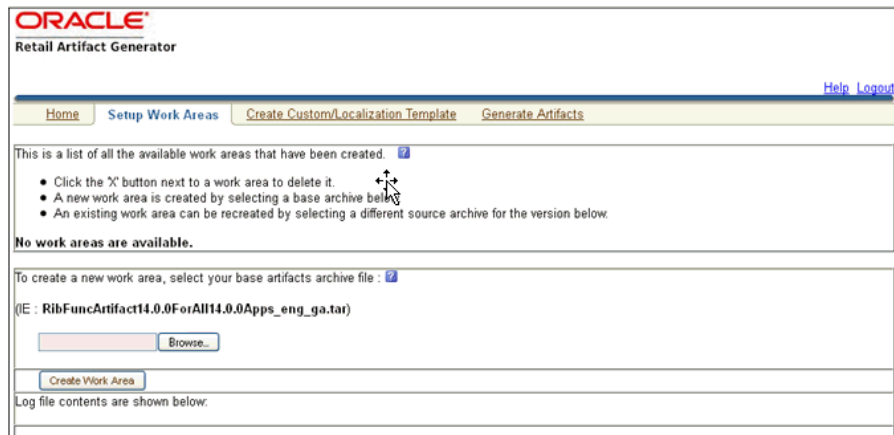 ORACLE®
Retail Artifact Generator
Help Logout
Home Setup Work Areas Create Custom/Localization Template Generate Artifacts
This is a list of all the available work areas that have been created. ?
• Click the 'X' button next to a work area to delete it.
• A new work area is created by selecting a base archive below.
• An existing work area can be recreated by selecting a different source archive for the version below.
No work areas are available.
To create a new work area, select your base artifacts archive file : ?
(IE : RibFuncArtifact14.0.0ForAll14.0.0Apps_eng_ga.tar)
Browse...
Create Work Area
Log file contents are shown below: